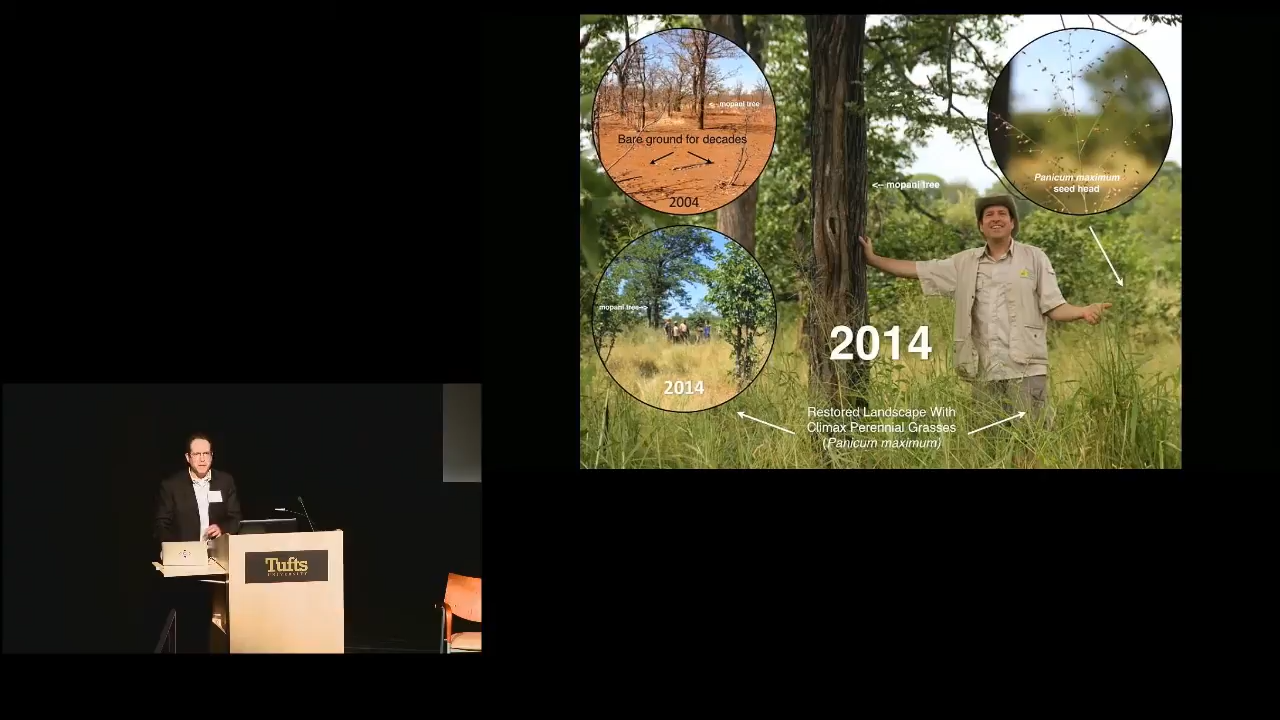 <-mopani tree
Bare ground for decades
2004
mopani tree->
2014
<- mopani tree
Panicum maximum
seed head
2014
Restored Landscape With
Climax Perennial Grasses
(Panicum maximum)
Tufts
UNIVERSITY